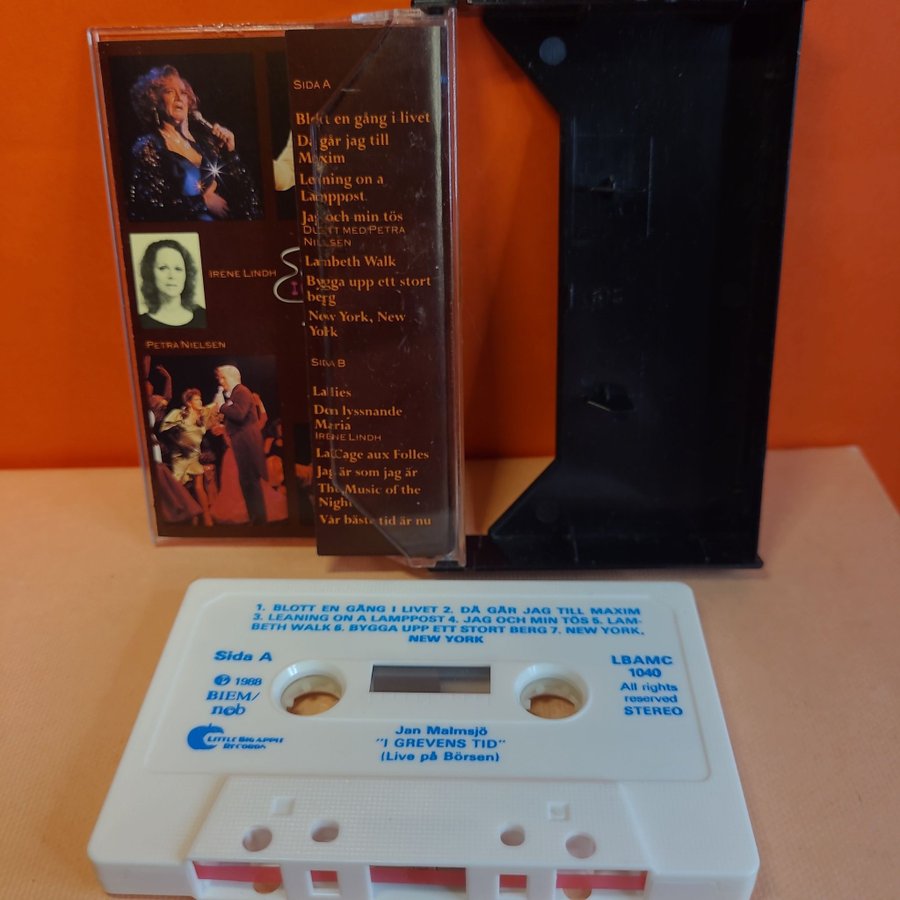 SIDA A
Blott en gång i livet
Då går jag till
Maxim
Leaning on a
Lamppost
Jag och min tös
DUETT MED PETRA
NIELSEN
Lambeth Walk
Bygga upp ett stort
berg
New York, New
York
SIDA B
Ladies
Den lyssnande
Maria
IRENE LINDH
La Cage aux Folles
Jag är som jag är
The Music of the
Night
Vår bästa tid är nu
IRENE LINDH
PETRA NIELSEN
1. BLOTT EN GÅNG I LIVET 2. DÅ GÅR JAG TILL MAXIM
3. LEANING ON A LAMPPOST 4. JAG OCH MIN TÖS 5. LAM-
BETH WALK 6. BYGGA UPP ETT STORT BERG 7. NEW YORK,
NEW YORK
Sida A
℗ 1988
BIEM/
ncb
LITTLE BIG APPLE
RECORDS
LBAMC
1040
All rights
reserved
STEREO
Jan Malmsjö
"I GREVENS TID"
(Live på Börsen)